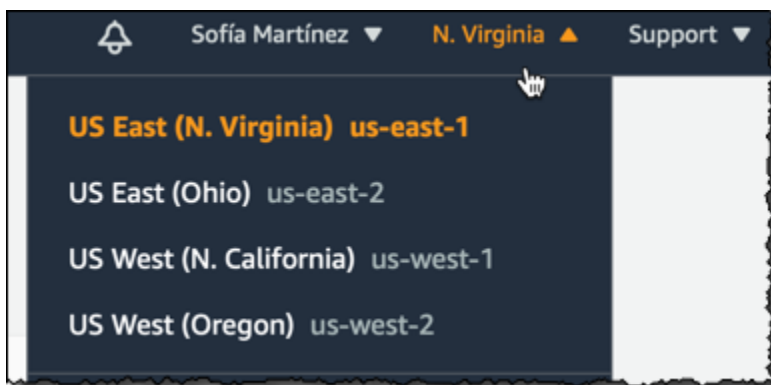 Sofía Martínez ▼ N. Virginia ▲ Support ▼
US East (N. Virginia) us-east-1
US East (Ohio) us-east-2
US West (N. California) us-west-1
US West (Oregon) us-west-2